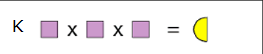 K x x =